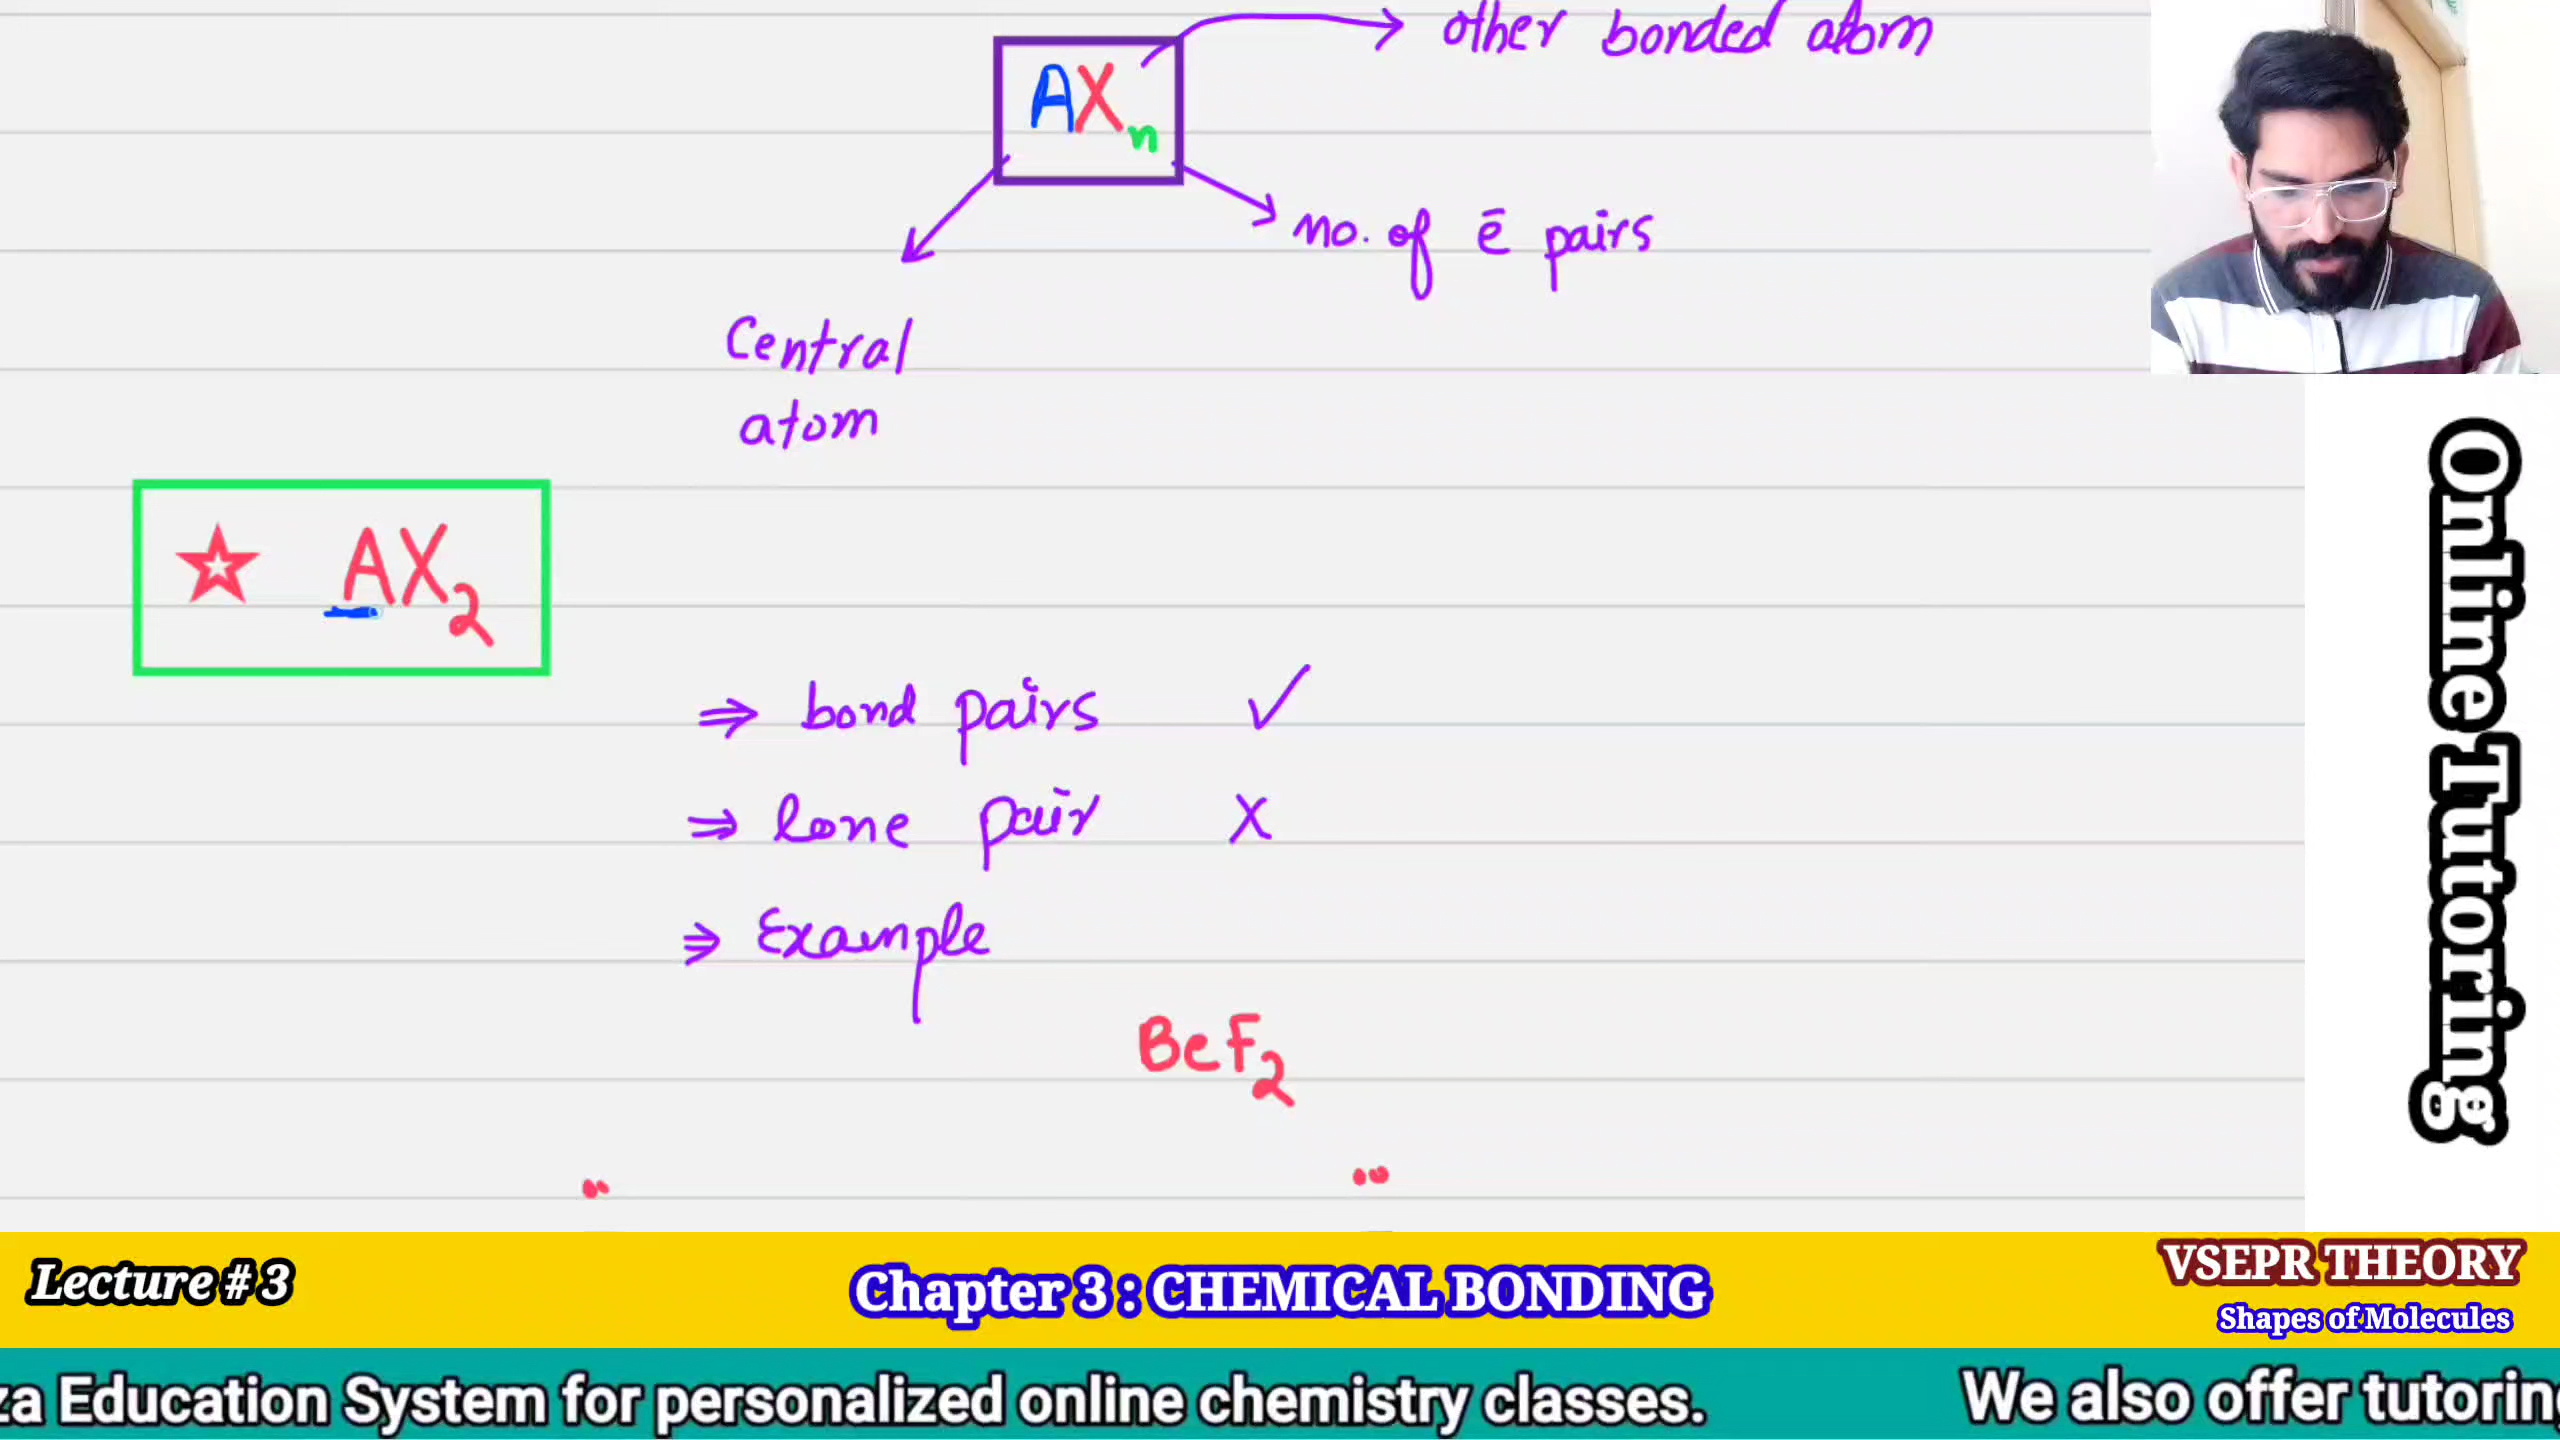 other bonded atom
AXn
no. of ē pairs
Central
atom
☆ AX2
⇒ bond pairs ✓
⇒ lone pair X
⇒ Example
BeF2
Online Tutoring
Lecture # 3
Chapter 3 : CHEMICAL BONDING
VSEPR THEORY
Shapes of Molecules
za Education System for personalized online chemistry classes. We also offer tutoring